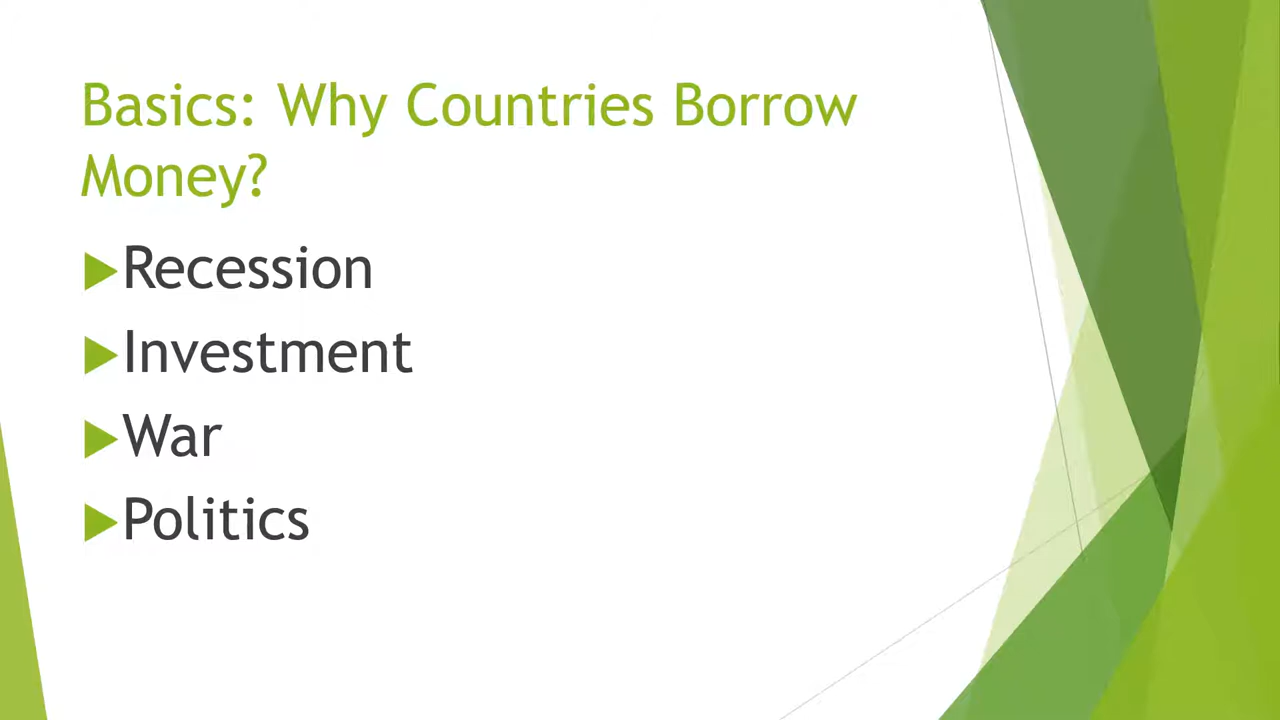 Basics: Why Countries Borrow
Money?
Recession
Investment
War
Politics